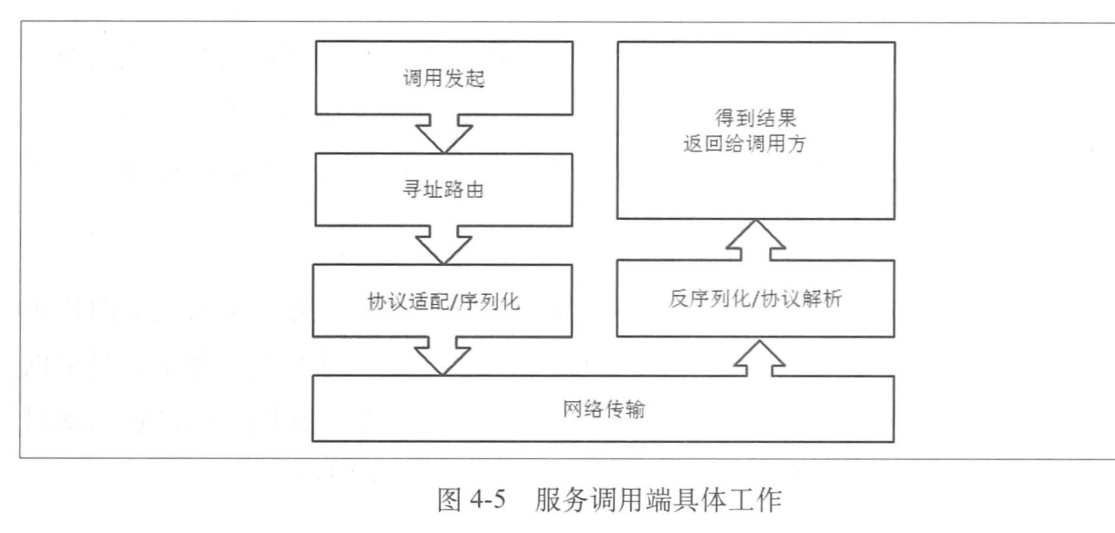 调用发起
寻址路由
协议适配/序列化
网络传输
反序列化/协议解析
得到结果
返回给调用方
图 4-5 服务调用端具体工作